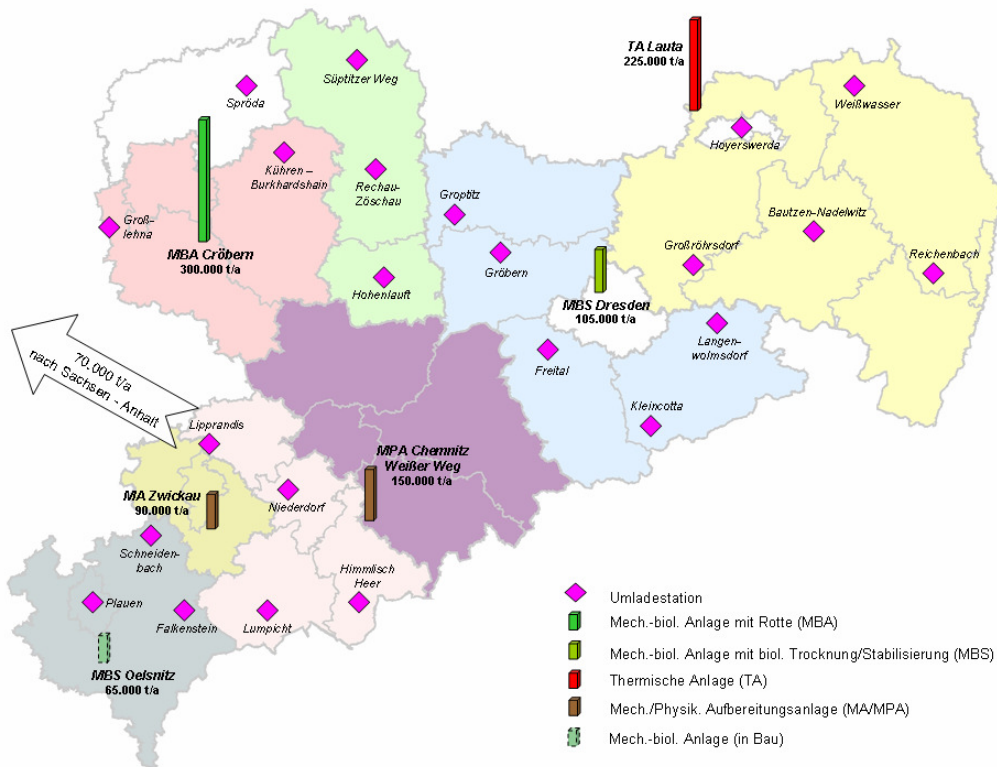 TA Lauta
225.000 t/a
Süptitzer Weg
Spröda
Weißwasser
Hoyerswerda
Kühren –
Burkhardshain
Rechau-
Zöschau
Groptitz
Groß-
lehna
Bautzen-Nadelwitz
MBA Cröbern
300.000 t/a
Gröbern
Großröhrsdorf
Reichenbach
Hohenlauft
MBS Dresden
105.000 t/a
Langen-
wolmsdorf
Freital
70.000 t/a
nach Sachsen - Anhalt
Kleincotta
Lipprandis
MPA Chemnitz
Weißer Weg
150.000 t/a
MA Zwickau
90.000 t/a
Niederdorf
Schneiden-
bach
Himmlisch
Heer
Plauen
Falkenstein
Lumpicht
MBS Oelsnitz
65.000 t/a
Umladestation
Mech.-biol. Anlage mit Rotte (MBA)
Mech.-biol. Anlage mit biol. Trocknung/Stabilisierung (MBS)
Thermische Anlage (TA)
Mech./Physik. Aufbereitungsanlage (MA/MPA)
Mech.-biol. Anlage (in Bau)